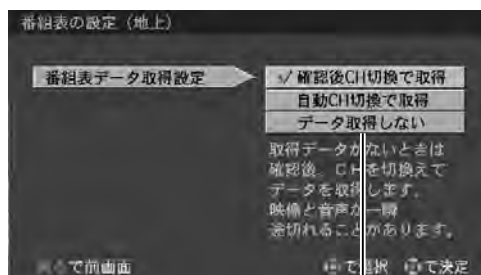 番組表の設定（地上）
番組表データ取得設定
✓確認後CH切換で取得
自動CH切換で取得
データ取得しない
取得データがないときは
確認後、CHを切換えて
データを取得します。
映像と音声が一瞬
途切れることがあります。
戻るで前画面
で選択 で決定